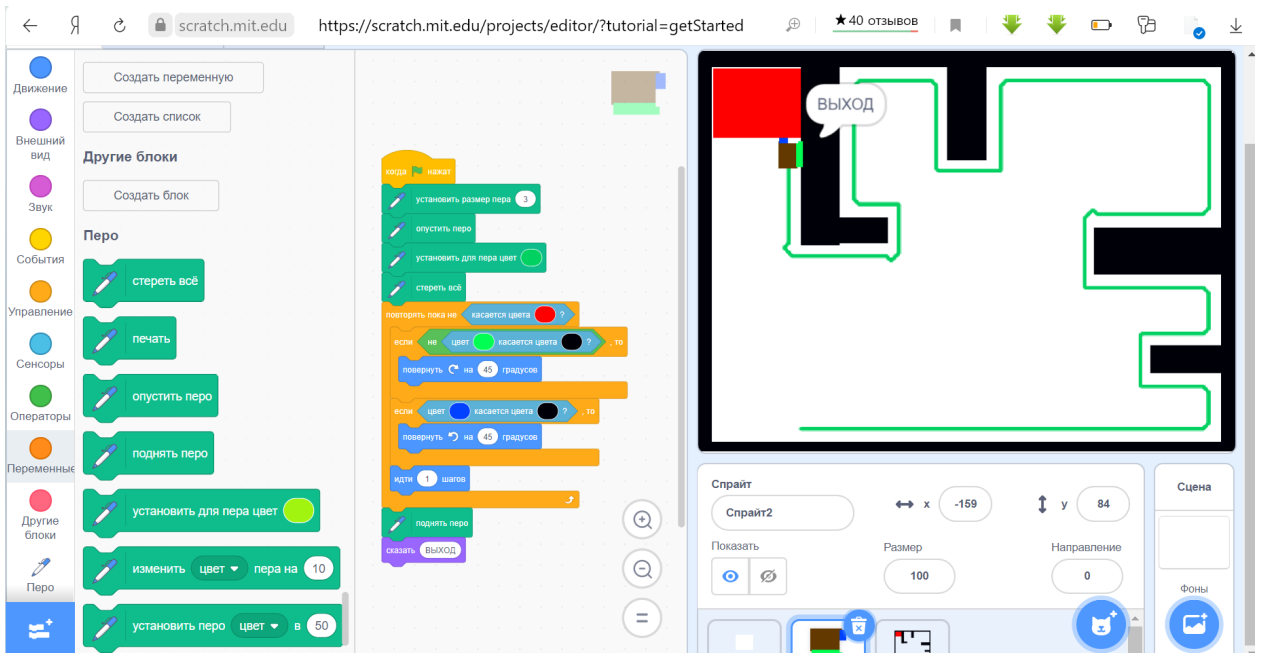 Я
scratch.mit.edu
https://scratch.mit.edu/projects/editor/?tutorial=getStarted
★40 отзывов
Движение
Внешний
вид
Звук
События
Управление
Сенсоры
Операторы
Переменные
Другие
блоки
Перо
Создать переменную
Создать список
Другие блоки
Создать блок
Перо
стереть всё
печать
опустить перо
поднять перо
установить для пера цвет
изменить цвет пера на 10
установить перо цвет в 50
когда нажат
установить размер пера 3
опустить перо
установить для пера цвет
стереть всё
повторять пока не касается цвета ?
если не цвет касается цвета ? , то
повернуть на 45 градусов
если цвет касается цвета ? , то
повернуть на 45 градусов
идти 1 шагов
поднять перо
сказать ВЫХОД
ВЫХОД
Спрайт
Спрайт2
x -159
y 84
Показать
Размер
100
Направление
0
Сцена
Фоны